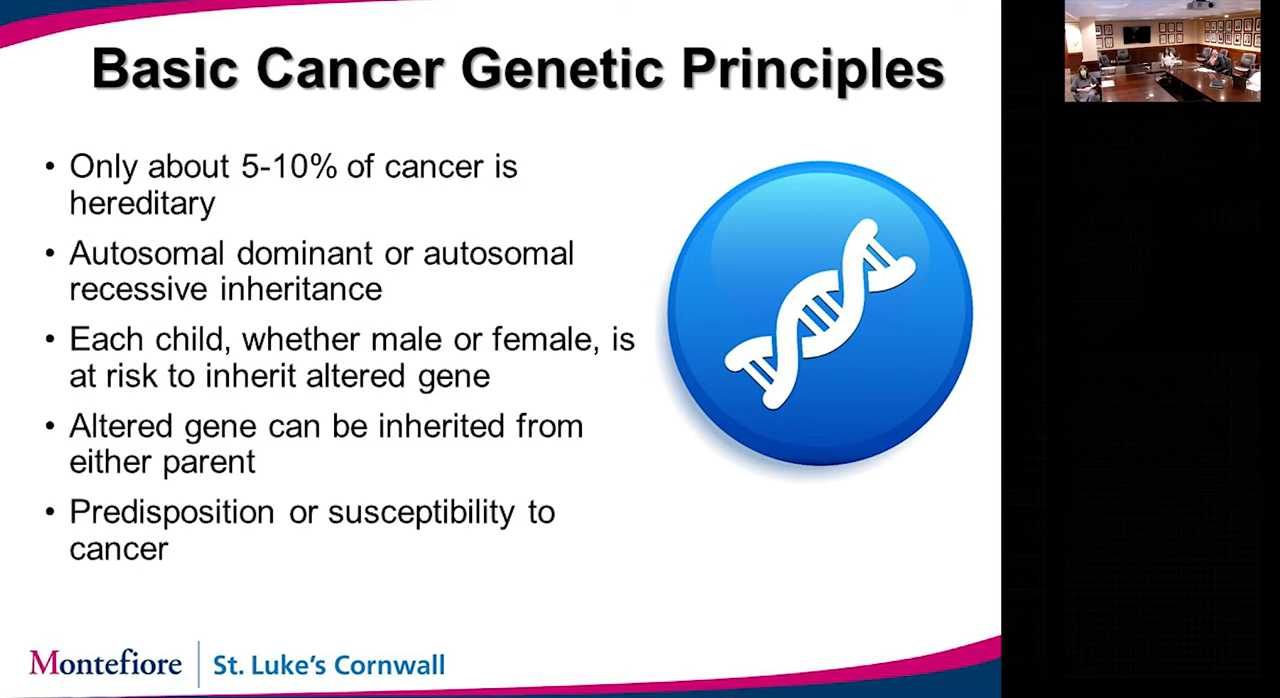 Basic Cancer Genetic Principles
• Only about 5-10% of cancer is
hereditary
• Autosomal dominant or autosomal
recessive inheritance
• Each child, whether male or female, is
at risk to inherit altered gene
• Altered gene can be inherited from
either parent
• Predisposition or susceptibility to
cancer
Montefiore | St. Luke's Cornwall